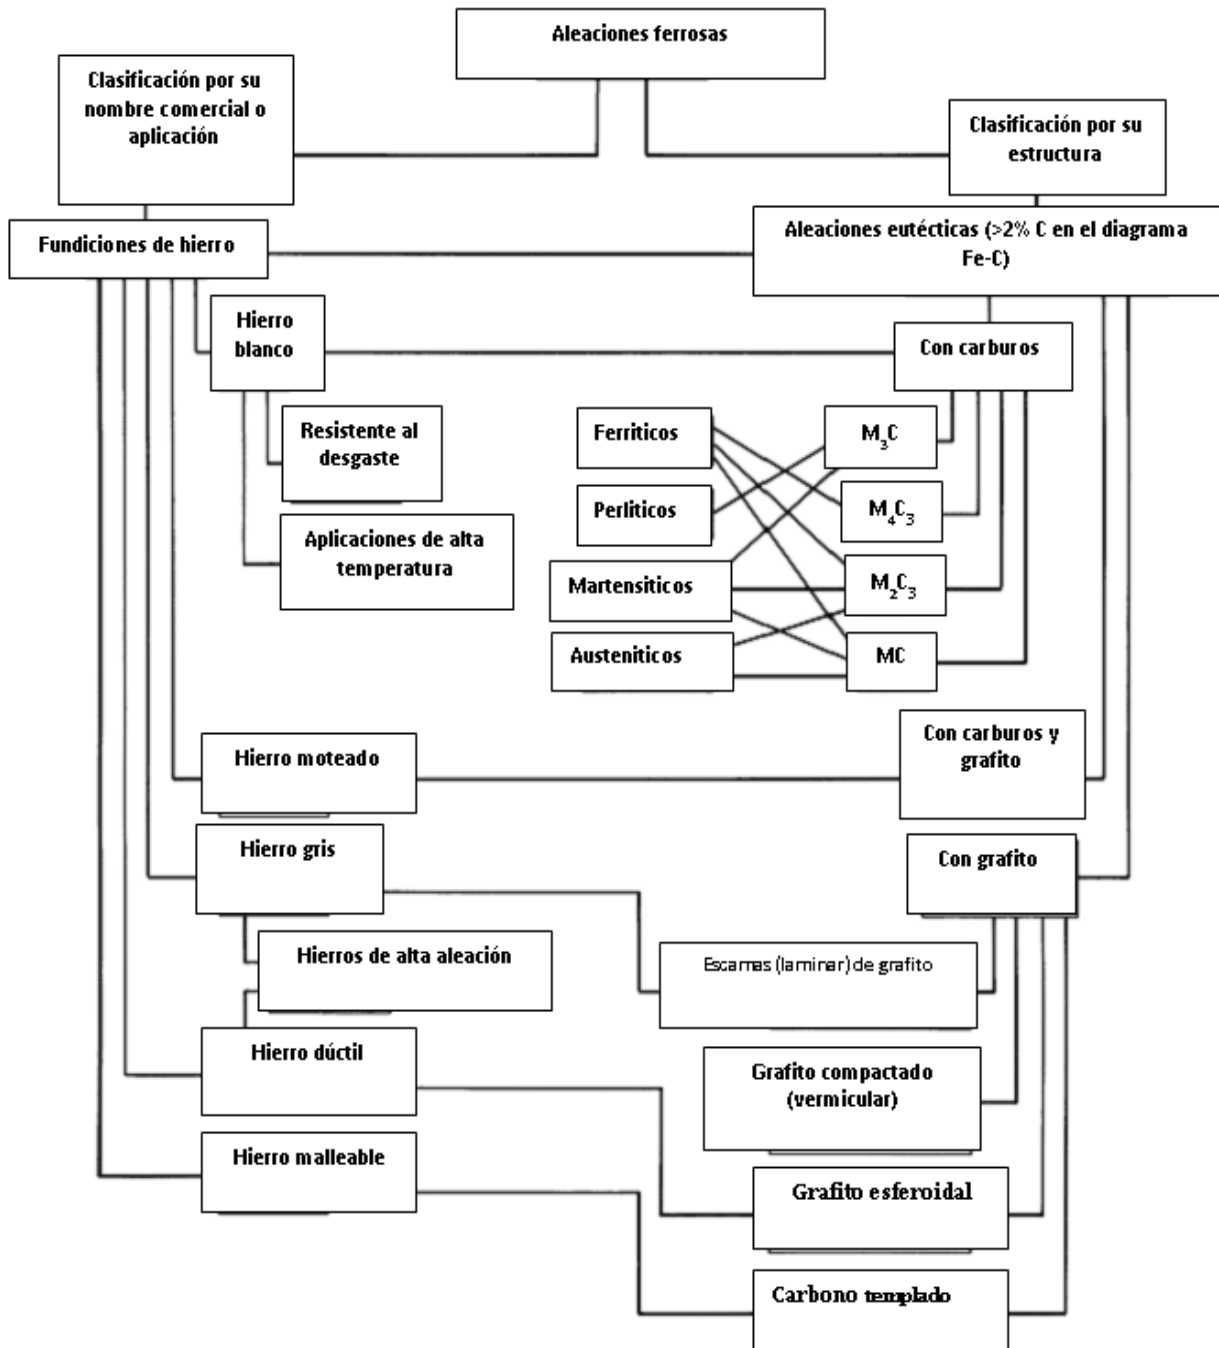 Aleaciones ferrosas
Clasificación por su
nombre comercial o
aplicación
Clasificación por su
estructura
Fundiciones de hierro
Aleaciones eutécticas (>2% C en el diagrama
Fe-C)
Hierro
blanco
Con carburos
Resistente al
desgaste
Ferriticos
M₃C
Perliticos
M₄C₃
Aplicaciones de alta
temperatura
Martensiticos
M₂C₃
Austeniticos
MC
Hierro moteado
Con carburos y
grafito
Hierro gris
Con grafito
Hierros de alta aleación
Escamas (laminar) de grafito
Hierro dúctil
Grafito compactado
(vermicular)
Hierro malleable
Grafito esferoidal
Carbono templado